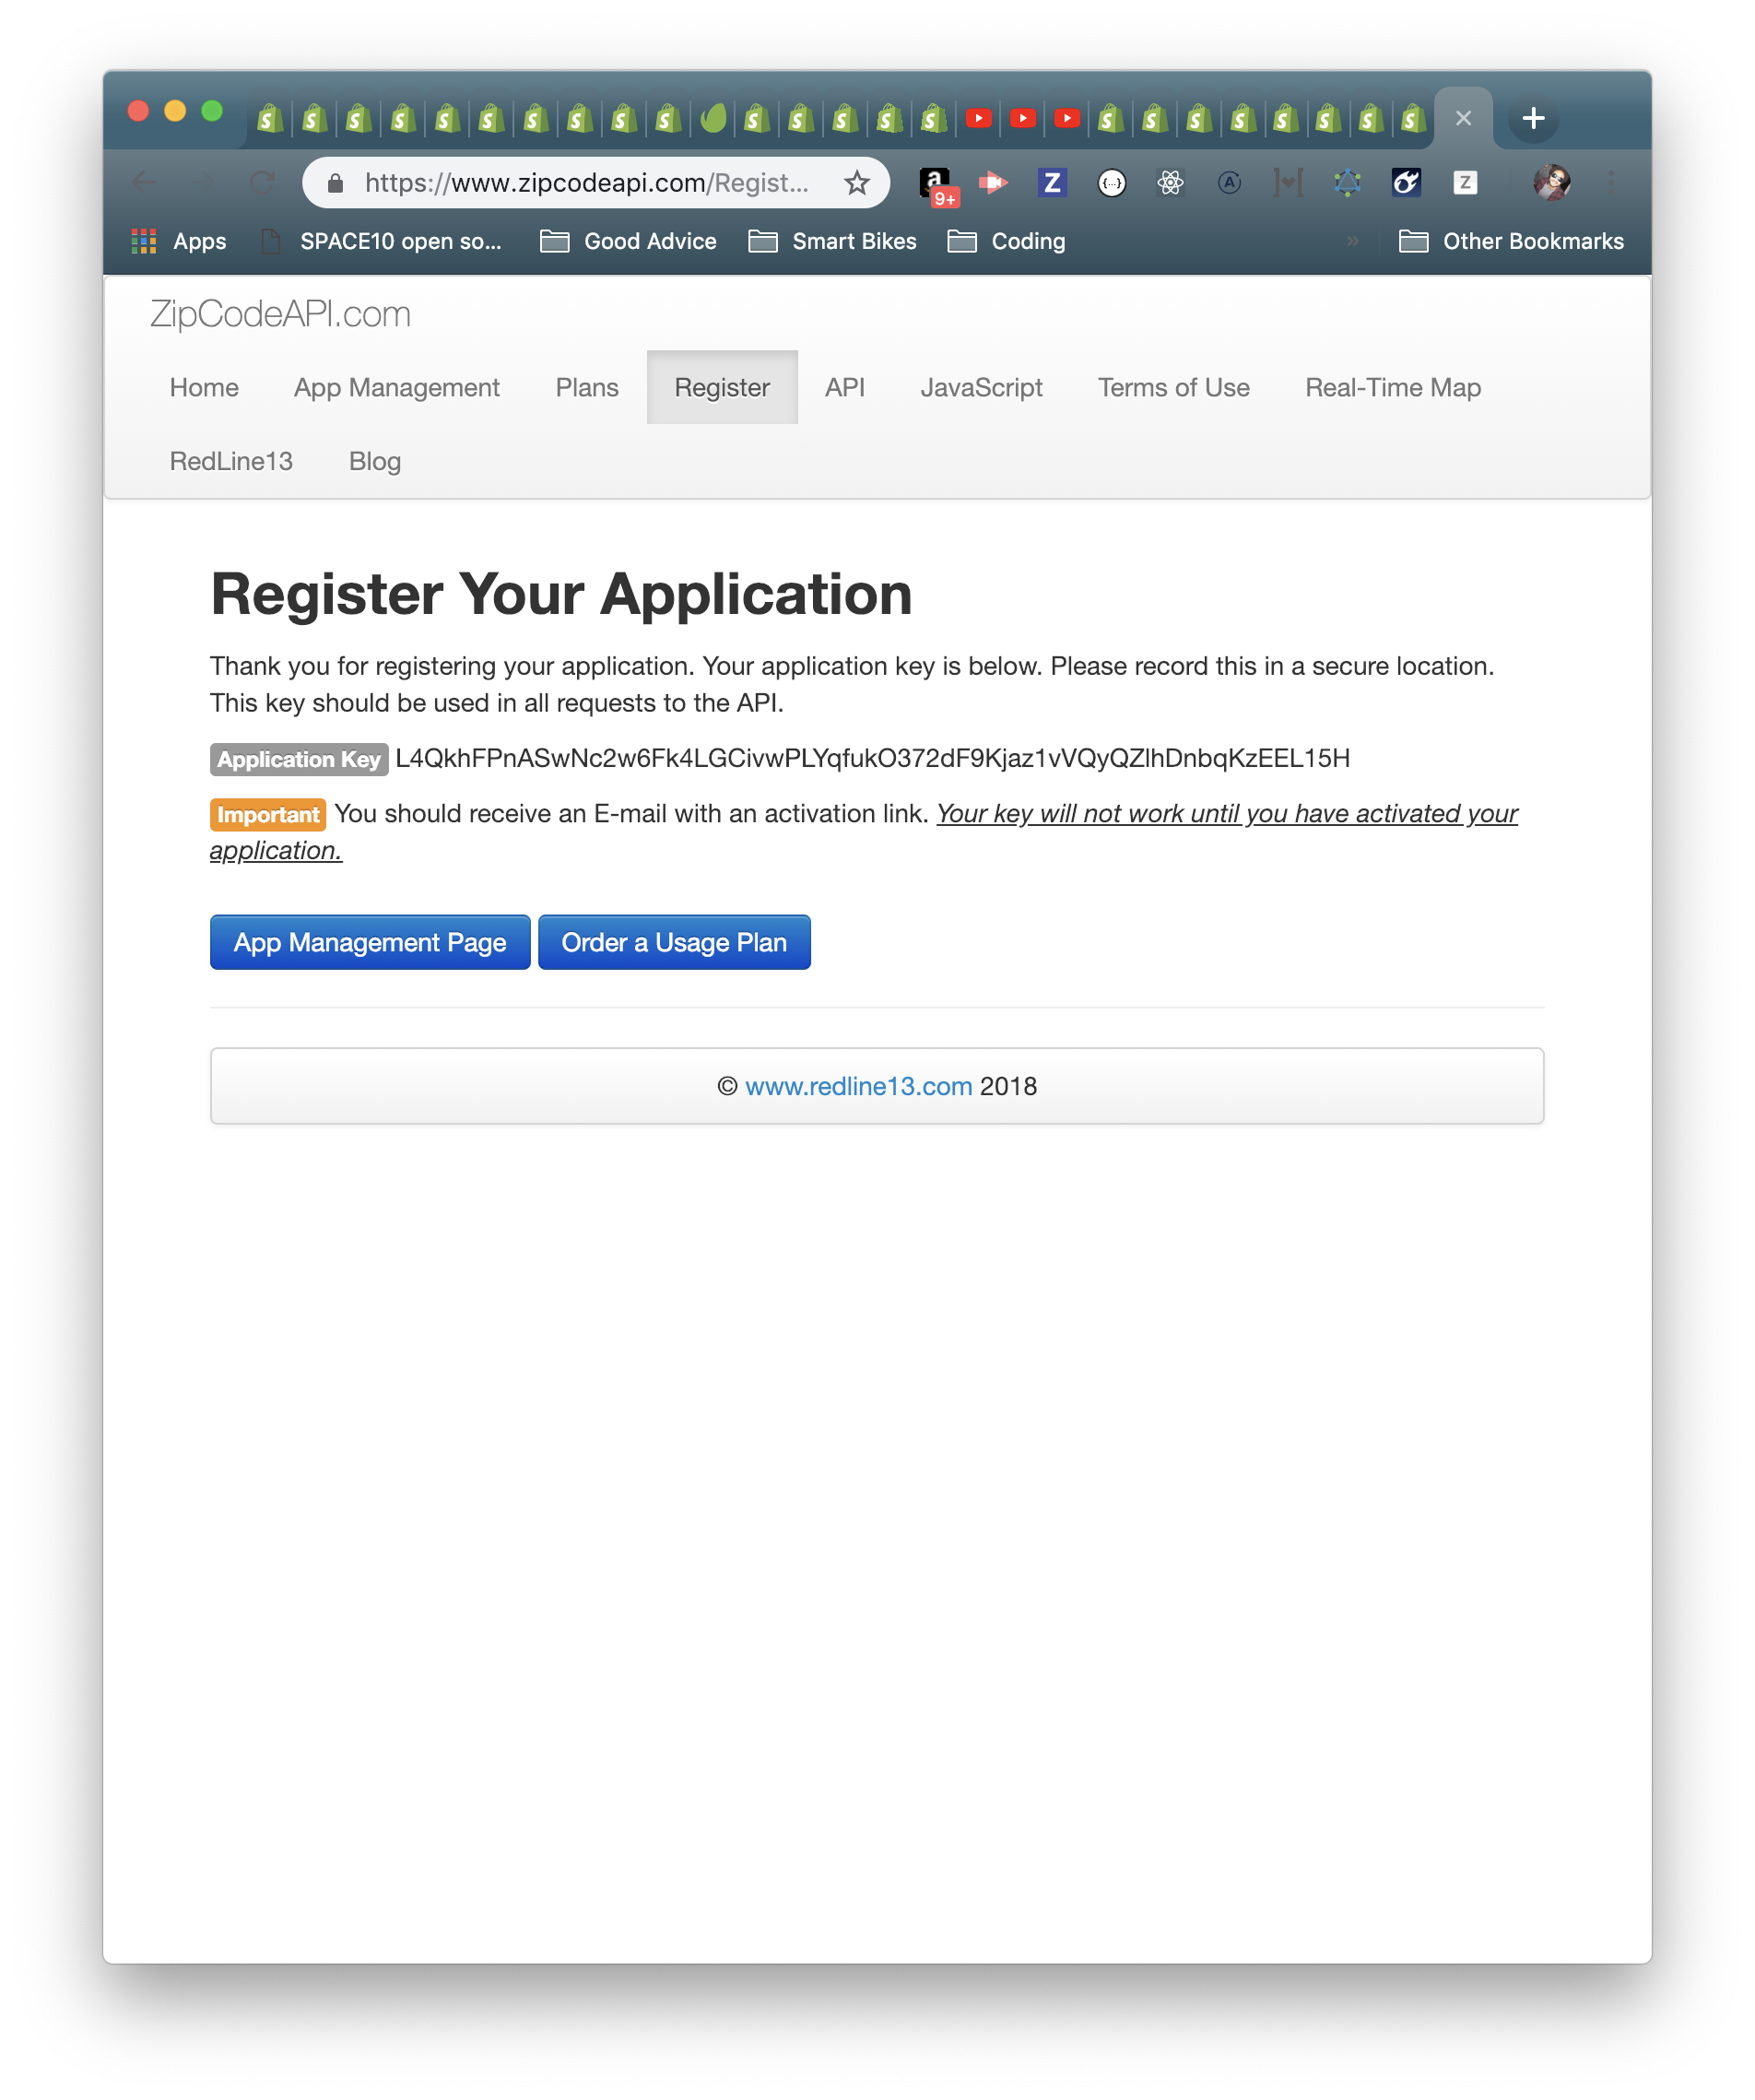 https://www.zipcodeapi.com/Regist...
9+
Apps SPACE10 open so... Good Advice Smart Bikes Coding » Other Bookmarks
ZipCodeAPI.com
Home App Management Plans Register API JavaScript Terms of Use Real-Time Map
RedLine13 Blog
Register Your Application
Thank you for registering your application. Your application key is below. Please record this in a secure location.
This key should be used in all requests to the API.
Application Key L4QkhFPnASwNc2w6Fk4LGCivwPLYqfukO372dF9Kjaz1vVQyQZlhDnbqKzEEL15H
Important You should receive an E-mail with an activation link. Your key will not work until you have activated your
application.
App Management Page Order a Usage Plan
© www.redline13.com 2018